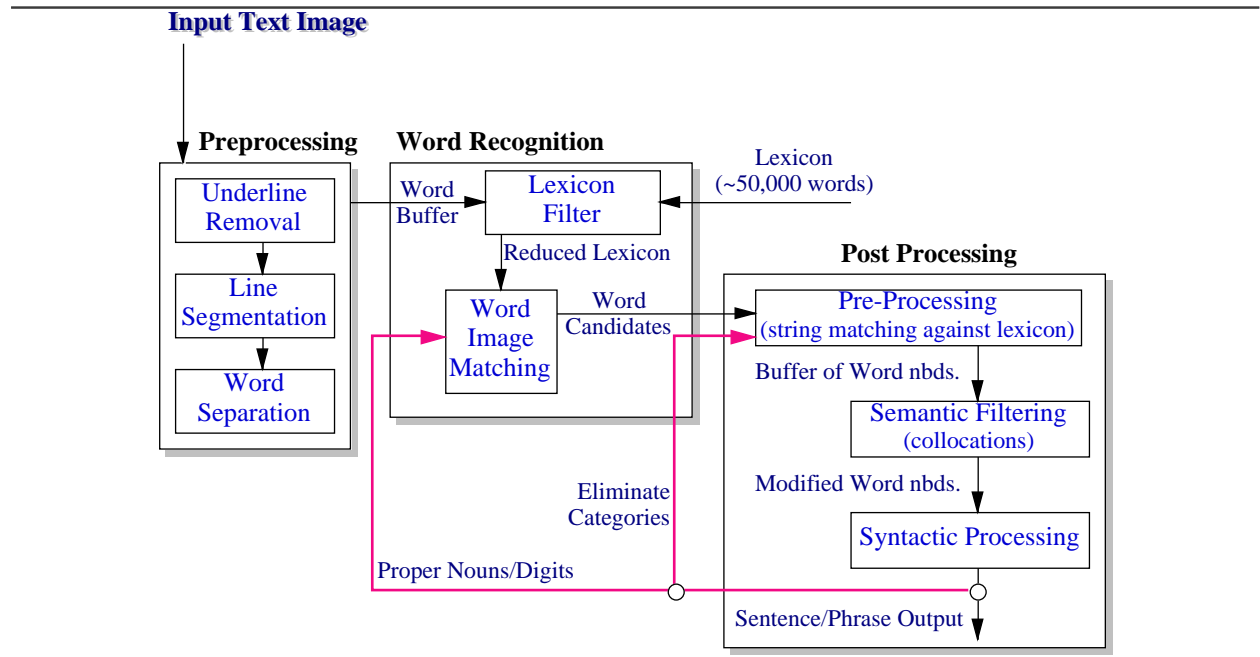 Input Text Image
Preprocessing
Underline
Removal
Line
Segmentation
Word
Separation
Word Recognition
Word
Buffer
Lexicon
Filter
Lexicon
(~50,000 words)
Reduced Lexicon
Word
Image
Matching
Word
Candidates
Post Processing
Pre-Processing
(string matching against lexicon)
Buffer of Word nbds.
Semantic Filtering
(collocations)
Modified Word nbds.
Syntactic Processing
Eliminate
Categories
Proper Nouns/Digits
Sentence/Phrase Output